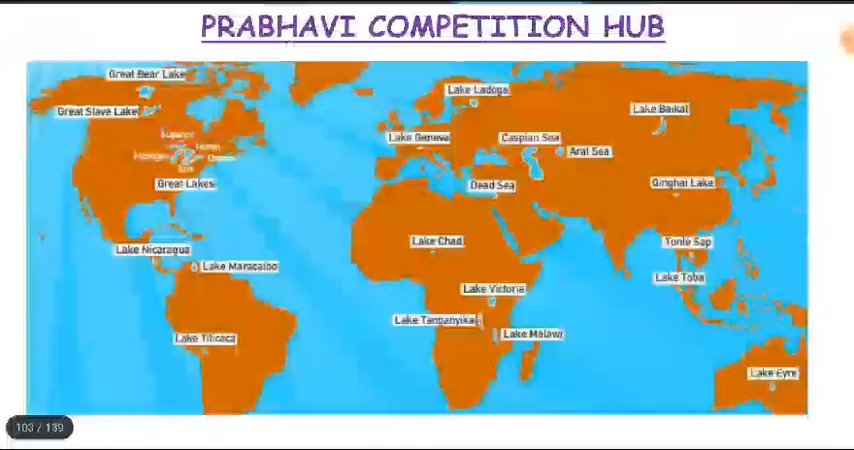 PRABHAVI COMPETITION HUB
Great Bear Lake
Lake Ladoga
Great Slave Lake
Lake Baikal
Superior
Huron
Michigan
Ontario
Erie
Lake Geneva
Caspian Sea
Aral Sea
Great Lakes
Dead Sea
Qinghai Lake
Lake Chad
Tonle Sap
Lake Nicaragua
Lake Maracaibo
Lake Toba
Lake Victoria
Lake Tanganyika
Lake Malawi
Lake Titicaca
Lake Eyre
103 / 139